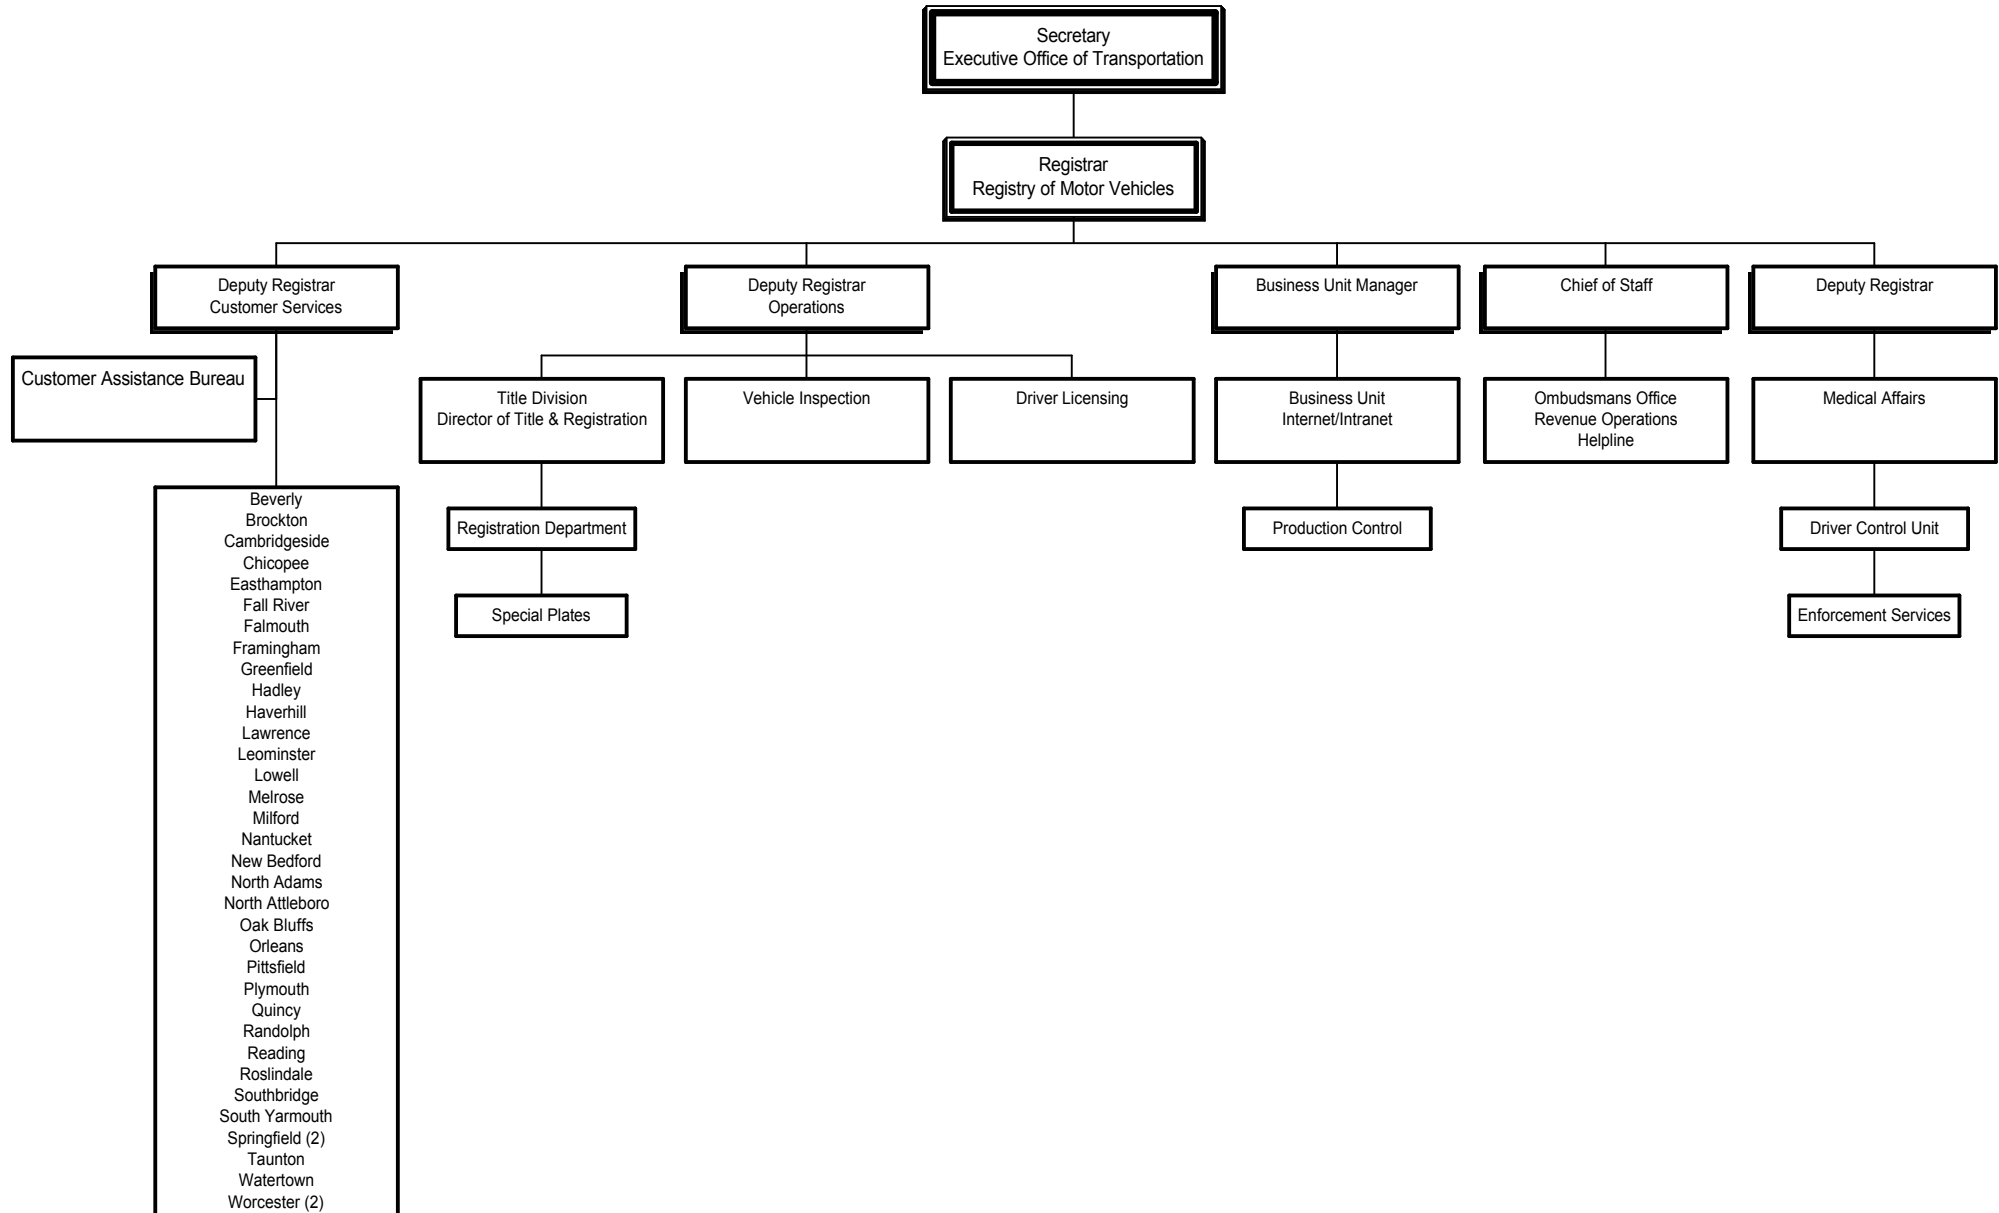 Secretary
Executive Office of Transportation
Registrar
Registry of Motor Vehicles
Deputy Registrar
Customer Services
Deputy Registrar
Operations
Business Unit Manager
Chief of Staff
Deputy Registrar
Customer Assistance Bureau
Title Division
Director of Title & Registration
Vehicle Inspection
Driver Licensing
Business Unit
Internet/Intranet
Ombudsmans Office
Revenue Operations
Helpline
Medical Affairs
Registration Department
Production Control
Driver Control Unit
Special Plates
Enforcement Services
Beverly
Brockton
Cambridgeside
Chicopee
Easthampton
Fall River
Falmouth
Framingham
Greenfield
Hadley
Haverhill
Lawrence
Leominster
Lowell
Melrose
Milford
Nantucket
New Bedford
North Adams
North Attleboro
Oak Bluffs
Orleans
Pittsfield
Plymouth
Quincy
Randolph
Reading
Roslindale
Southbridge
South Yarmouth
Springfield (2)
Taunton
Watertown
Worcester (2)